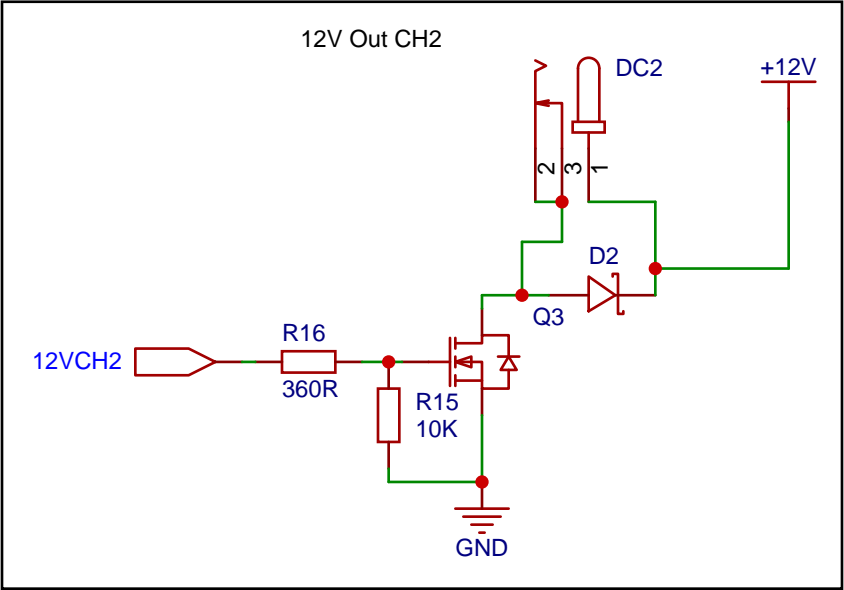 12V Out CH2
DC2
+12V
2
3
1
D2
Q3
R16
12VCH2
360R
R15
10K
GND